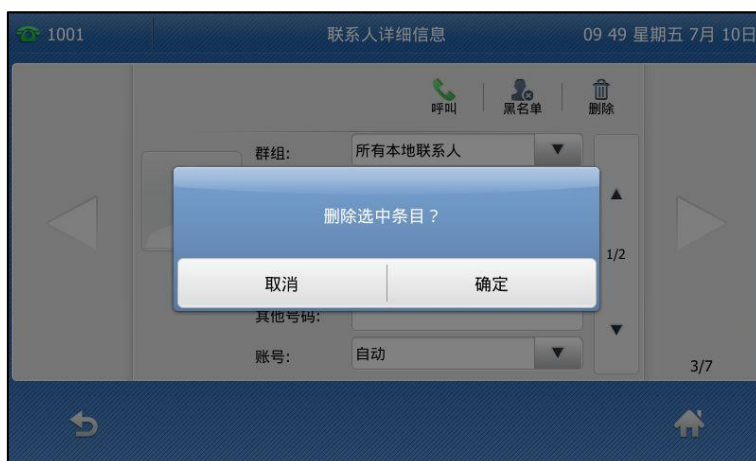 1001 联系人详细信息 09 49 星期五 7月 10日
呼叫 黑名单 删除
群组: 所有本地联系人
删除选中条目？
1/2
取消 确定
其他号码:
账号: 自动
3/7